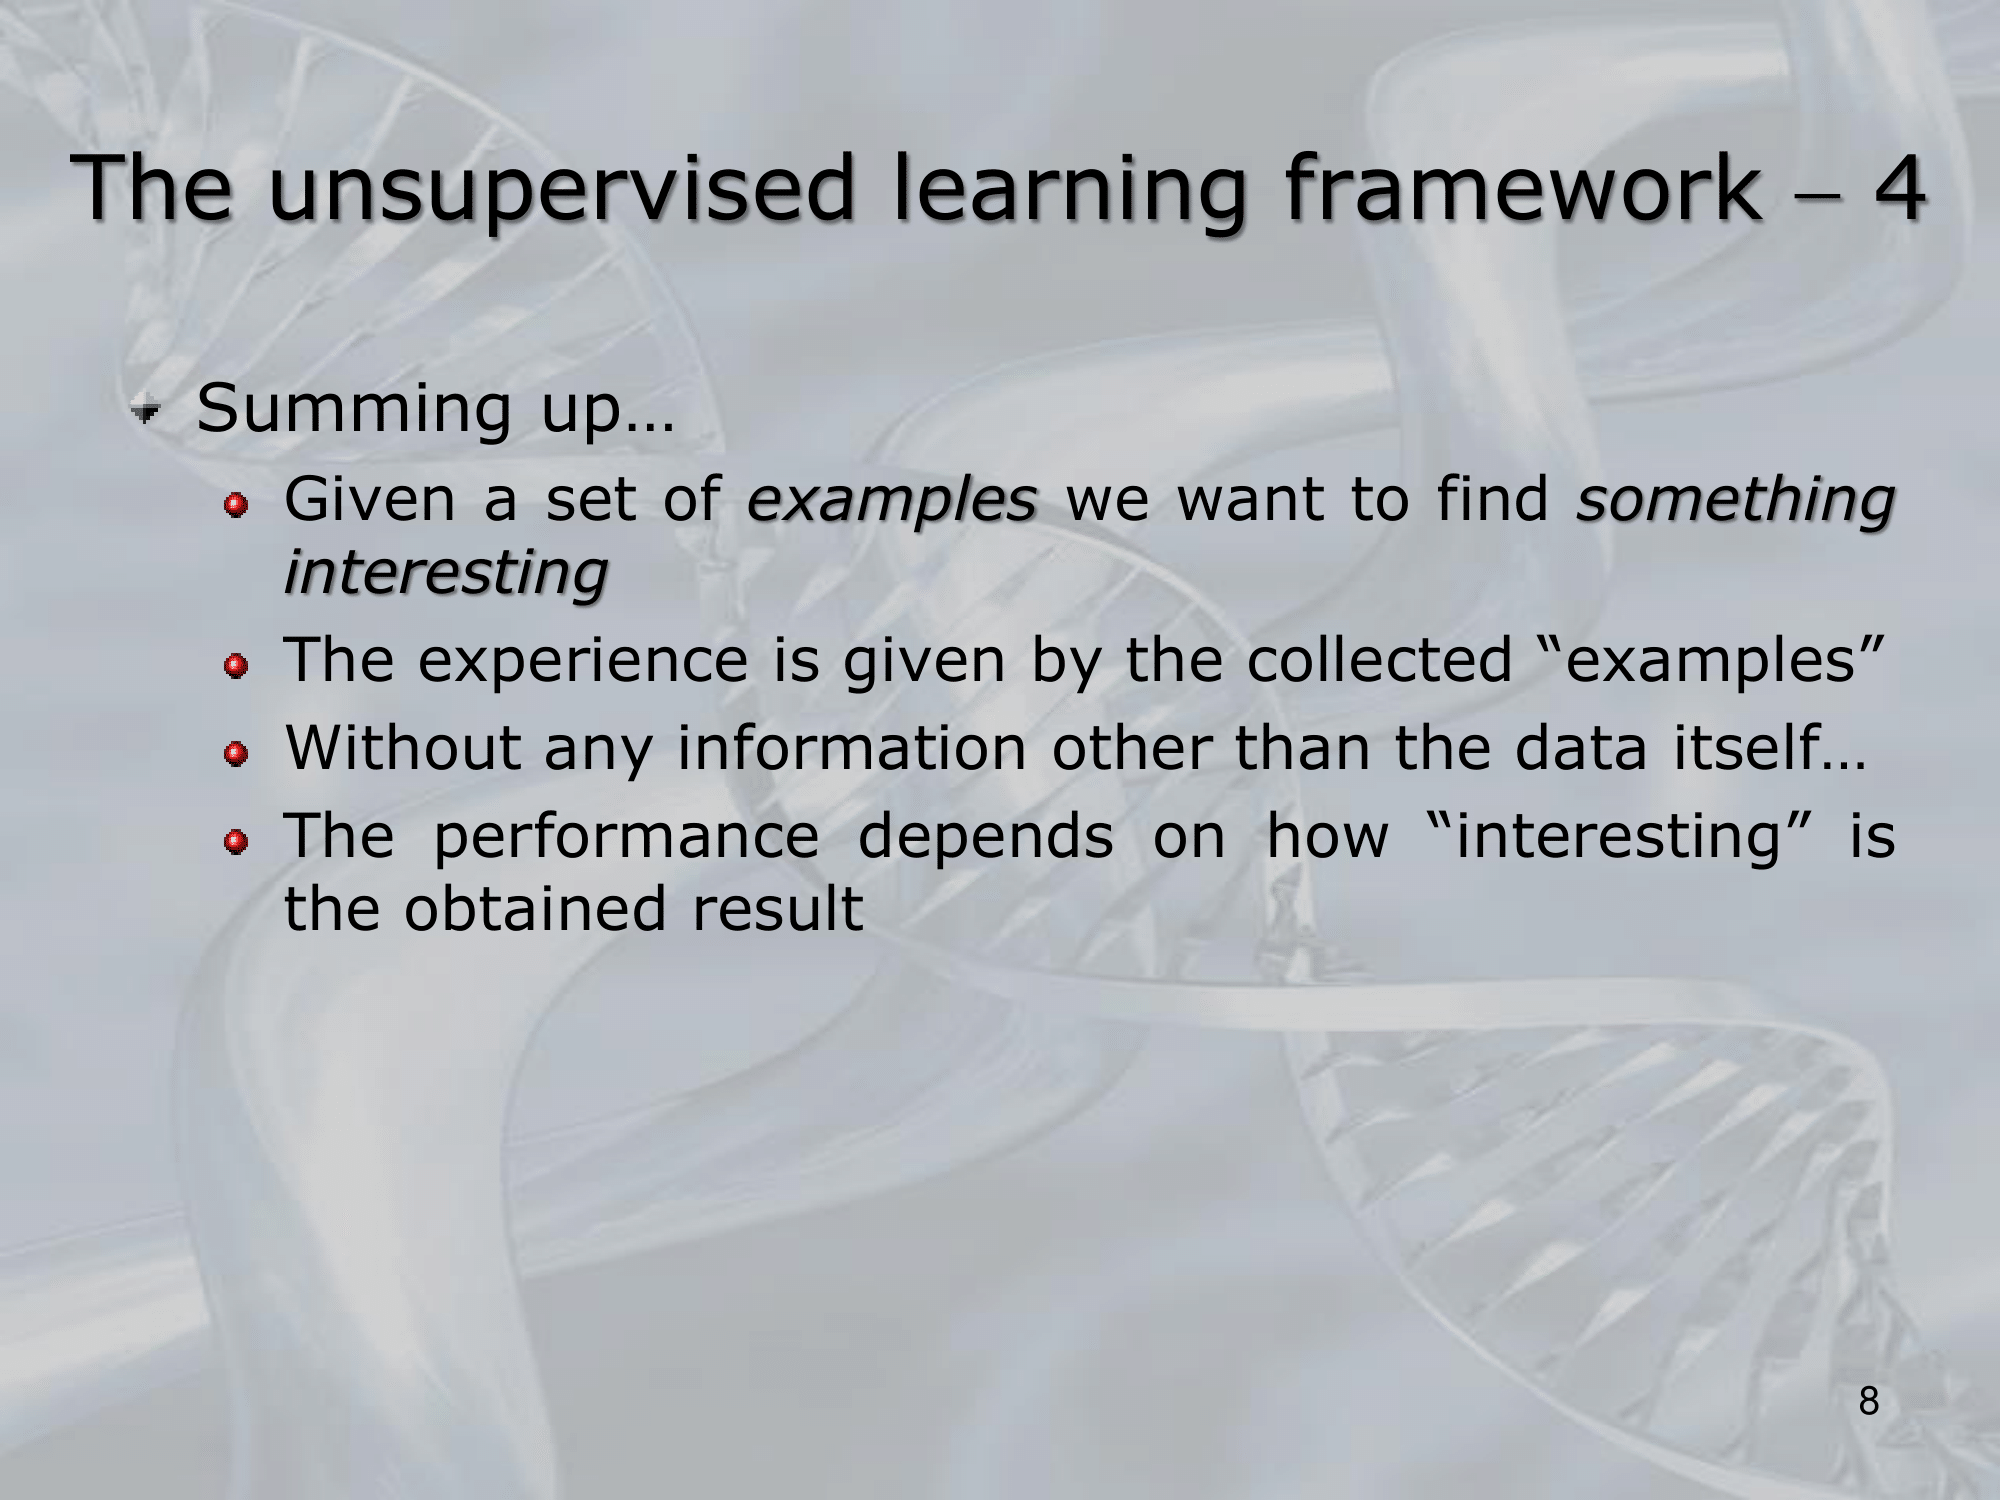 The unsupervised learning framework – 4
Summing up…
Given a set of examples we want to find something
interesting
The experience is given by the collected “examples”
Without any information other than the data itself…
The performance depends on how “interesting” is
the obtained result
8